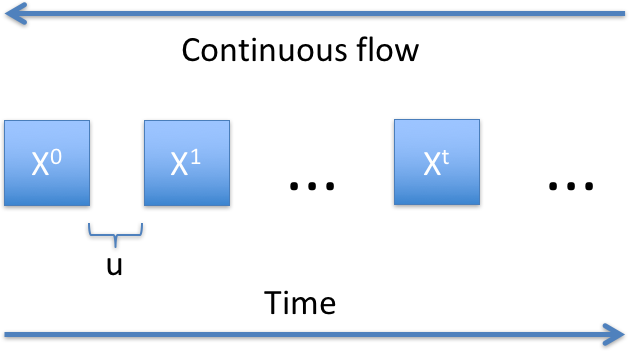 Continuous flow
X⁰ X¹ ... Xᵗ ...
u
Time